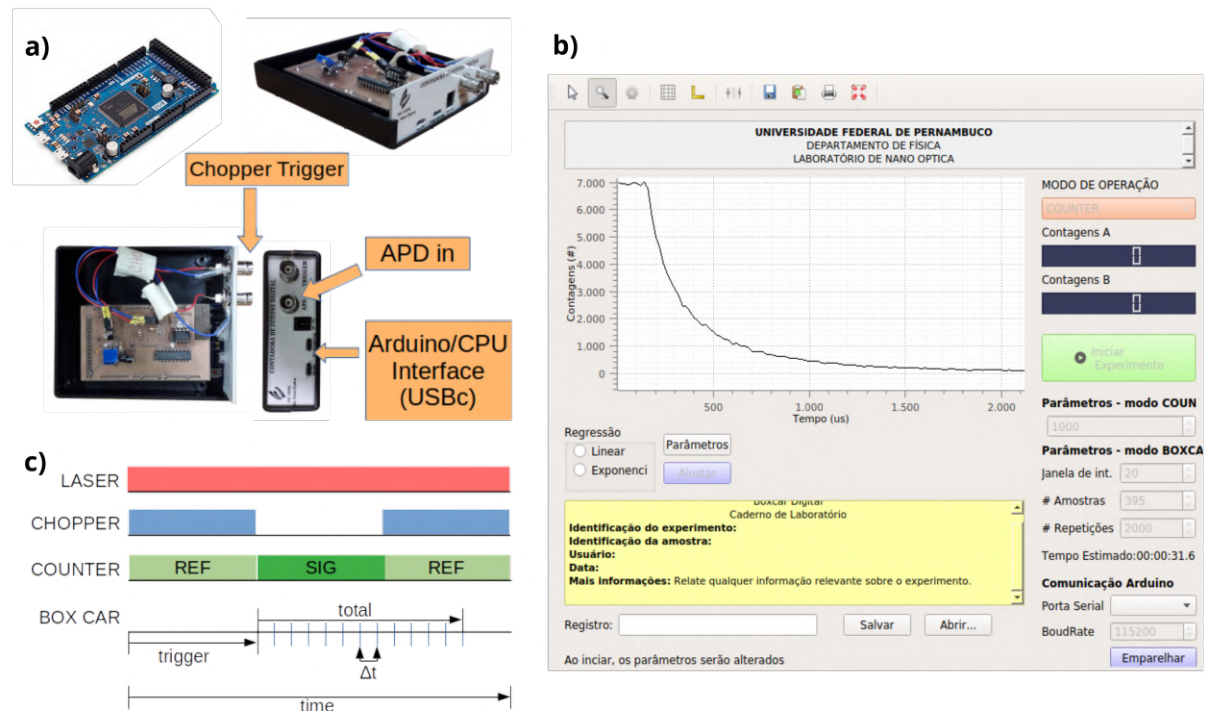 a)
Chopper Trigger
APD in
Arduino/CPU
Interface
(USBc)
CONTADORA DE FÓTONS DIGITAL
APD
TRIGGER
b)
UNIVERSIDADE FEDERAL DE PERNAMBUCO
DEPARTAMENTO DE FÍSICA
LABORATÓRIO DE NANO OPTICA
7.000
6.000
5.000
4.000
3.000
2.000
1.000
0
Contagens (#)
500
1.000
1.500
2.000
Tempo (us)
MODO DE OPERAÇÃO
COUNTER
Contagens A
0
Contagens B
0
Iniciar
Experimento
Parâmetros - modo COUN
1000
Parâmetros - modo BOXCA
Janela de int. 20
# Amostras 395
# Repetições 2000
Tempo Estimado:00:00:31.6
Comunicação Arduino
Porta Serial
BoudRate 115200
Emparelhar
Regressão
Linear
Exponenci
Parâmetros
Ajustar
Boxcar Digital
Caderno de Laboratório
Identificação do experimento:
Identificação da amostra:
Usuário:
Data:
Mais informações: Relate qualquer informação relevante sobre o experimento.
Registro:
Salvar
Abrir...
Ao inciar, os parâmetros serão alterados
c)
LASER
CHOPPER
COUNTER
REF
SIG
REF
BOX CAR
total
trigger
Δt
time